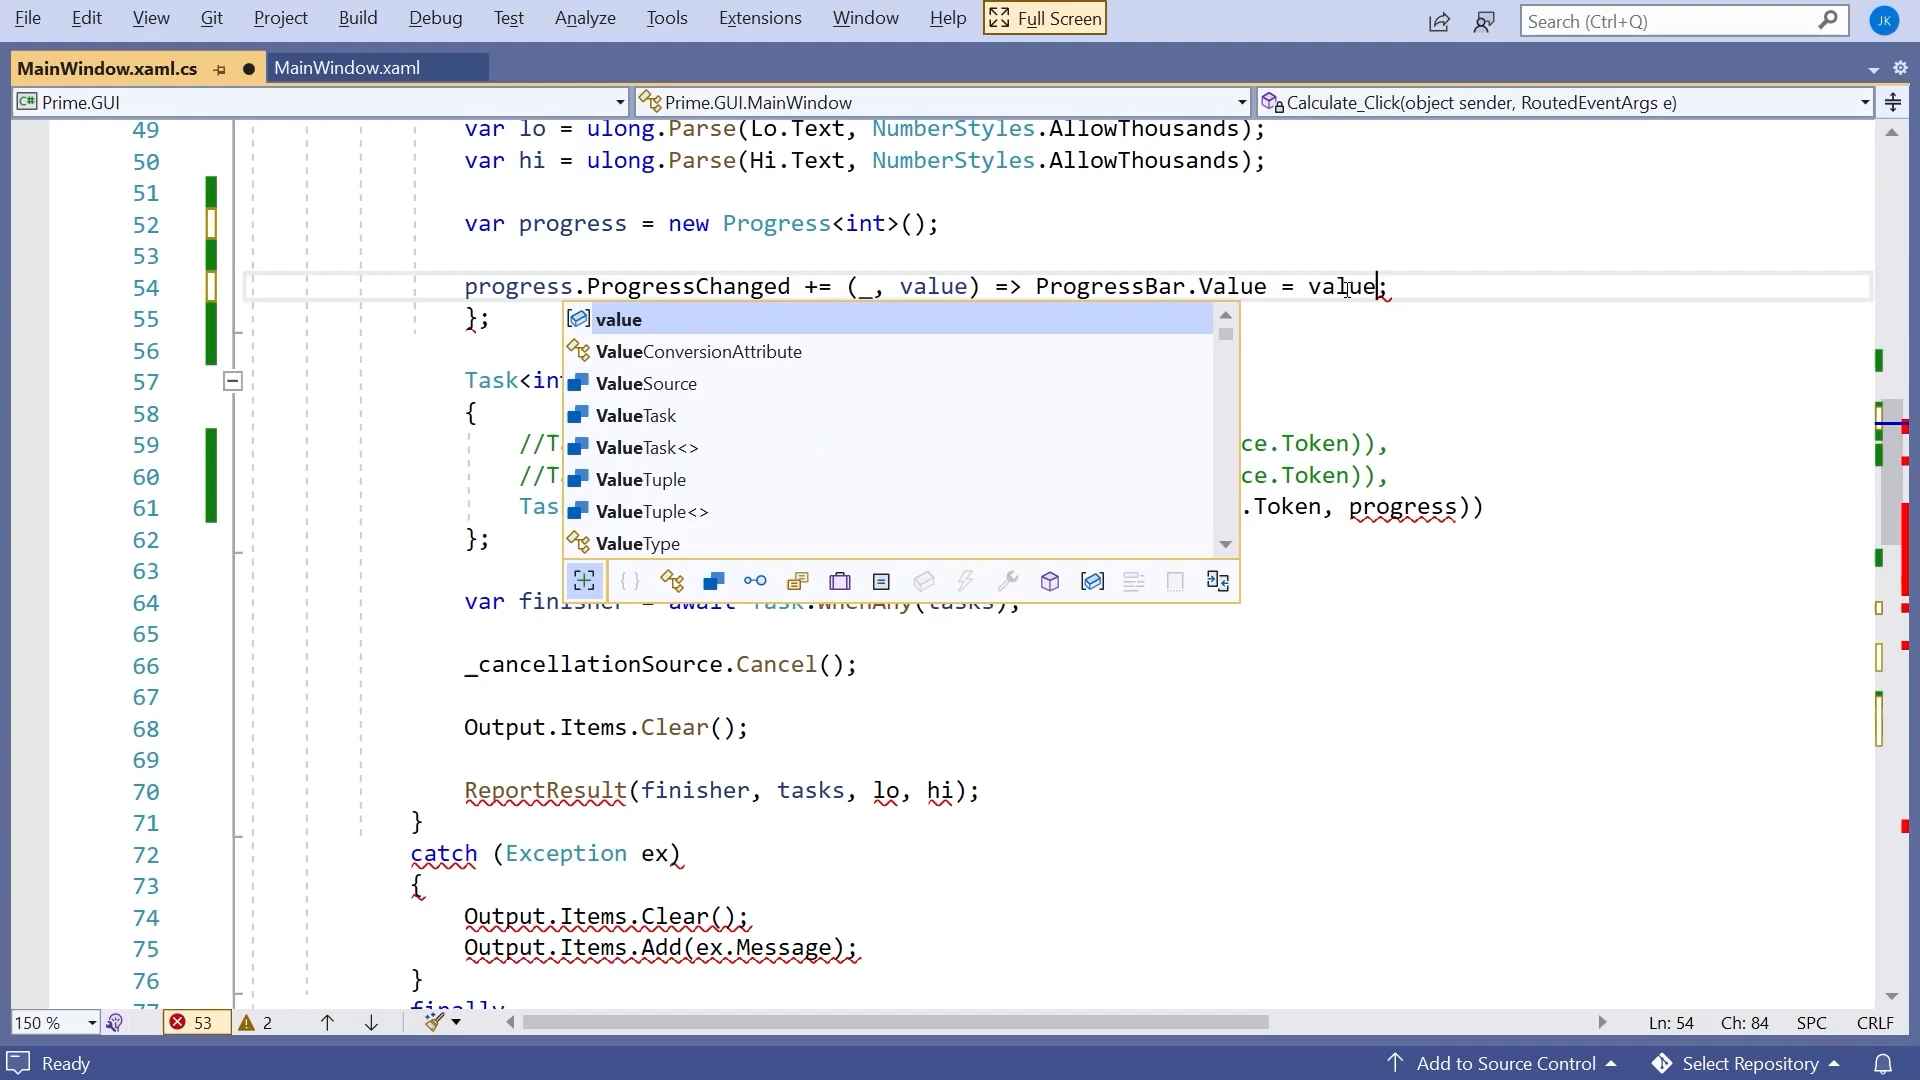 File Edit View Git Project Build Debug Test Analyze Tools Extensions Window Help Full Screen Search (Ctrl+Q) JK
MainWindow.xaml.cs MainWindow.xaml
C# Prime.GUI Prime.GUI.MainWindow Calculate_Click(object sender, RoutedEventArgs e)
49 var lo = ulong.Parse(Lo.Text, NumberStyles.AllowThousands);
50 var hi = ulong.Parse(Hi.Text, NumberStyles.AllowThousands);
51
52 var progress = new Progress<int>();
53
54 progress.ProgressChanged += (_, value) => ProgressBar.Value = value;
55 };
value
56
ValueConversionAttribute
57 Task<in
ValueSource
58 {
ValueTask
59 //T ce.Token)),
ValueTask<>
60 //T ce.Token)),
ValueTuple
61 Tas .Token, progress))
ValueTuple<>
62 };
ValueType
63
64 var finisher = await Task.WhenAny(tasks);
65
66 _cancellationSource.Cancel();
67
68 Output.Items.Clear();
69
70 ReportResult(finisher, tasks, lo, hi);
71 }
72 catch (Exception ex)
73 {
74 Output.Items.Clear();
75 Output.Items.Add(ex.Message);
76 }
77 finally
150 % 53 2 Ln: 54 Ch: 84 SPC CRLF
Ready Add to Source Control Select Repository